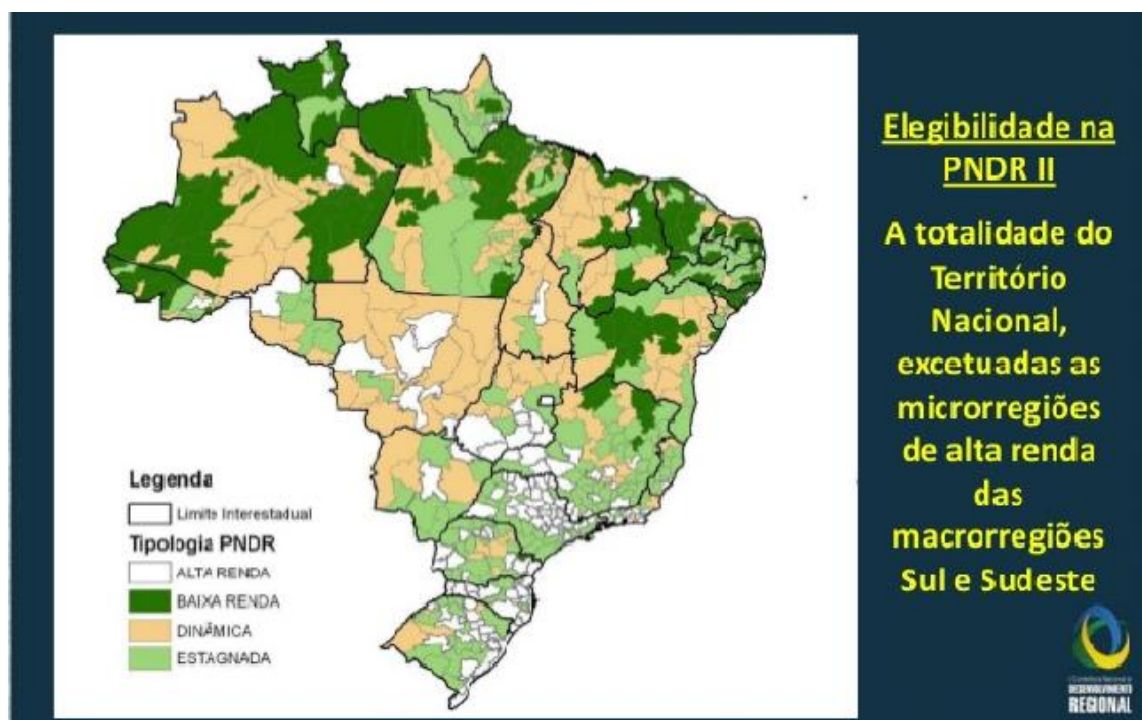 Elegibilidade na
PNDR II
A totalidade do
Território
Nacional,
excetuadas as
microrregiões
de alta renda
das
macrorregiões
Sul e Sudeste
Legenda
Limite Interestadual
Tipologia PNDR
ALTA RENDA
BAIXA RENDA
DINÂMICA
ESTAGNADA
DESENVOLVIMENTO
REGIONAL